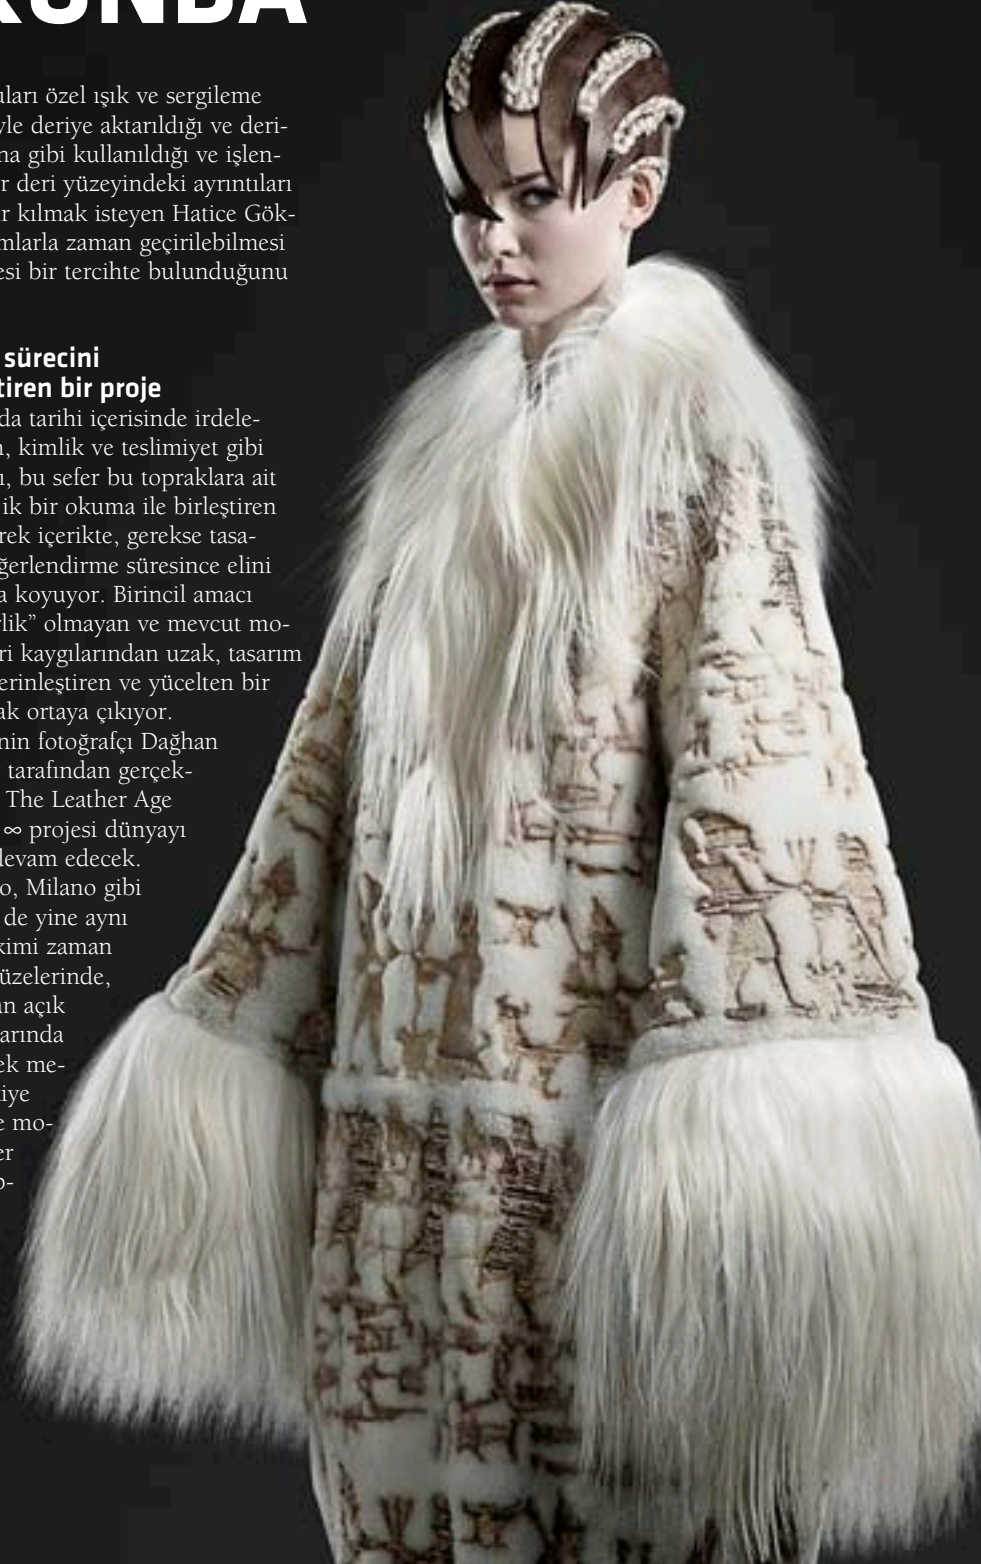 KUNDA
uları özel ışık ve sergileme
yle deriye aktarıldığı ve deri-
na gibi kullanıldığı ve işlen-
r deri yüzeyindeki ayrıntıları
ır kılmak isteyen Hatice Gök-
mlarla zaman geçirilebilmesi
esi bir tercihte bulunduğunu
sürecini
tiren bir proje
da tarihi içerisinde irdele-
n, kimlik ve teslimiyet gibi
ı, bu sefer bu topraklara ait
ik bir okuma ile birleştiren
rek içerikte, gerekse tasa-
ğerlendirme süresince elini
a koyuyor. Birincil amacı
rlik” olmayan ve mevcut mo-
ri kaygılarından uzak, tasarım
erinleştiren ve yücelten bir
ak ortaya çıkıyor.
nin fotoğrafçı Dağhan
tarafından gerçek-
The Leather Age
∞ projesi dünyayı
devam edecek.
o, Milano gibi
de yine aynı
kimi zaman
üzelerinde,
an açık
arında
ek me-
iye
e mo-
er
p-